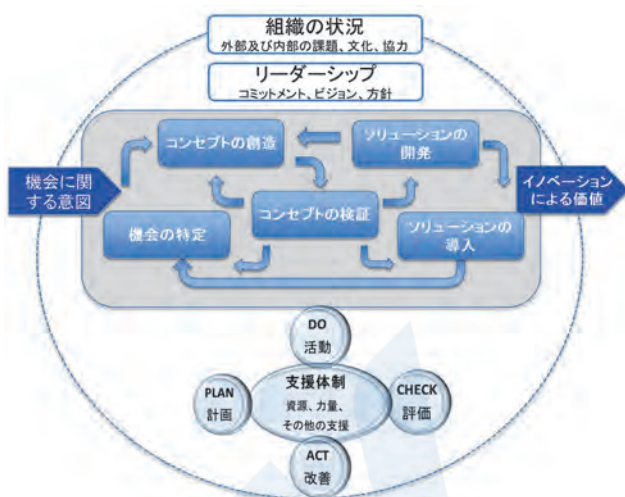 組織の状況
外部及び内部の課題、文化、協力
リーダーシップ
コミットメント、ビジョン、方針
コンセプトの創造
ソリューションの
開発
機会に関
する意図
イノベーション
による価値
コンセプトの検証
機会の特定
ソリューションの
導入
DO
活動
PLAN
計画
支援体制
資源、力量、
その他の支援
CHECK
評価
ACT
改善